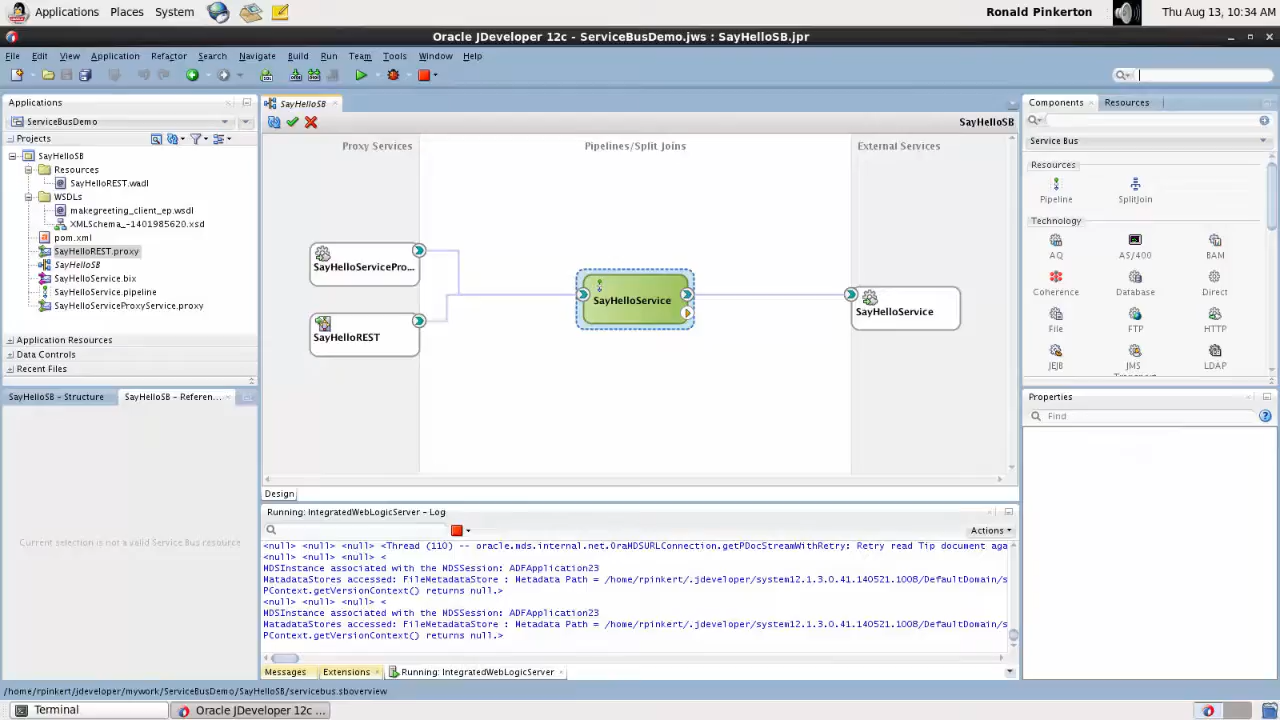 Applications Places System
Ronald Pinkerton
Thu Aug 13, 10:34 AM
Oracle JDeveloper 12c - ServiceBusDemo.jws : SayHelloSB.jpr
File Edit View Application Refactor Search Navigate Build Run Team Tools Window Help
Applications
ServiceBusDemo
Projects
SayHelloSB
Resources
SayHelloREST.wadl
WSDLs
makegreeting_client_ep.wsdl
XMLSchema_-1401985620.xsd
pom.xml
SayHelloREST.proxy
SayHelloSB
SayHelloService.bix
SayHelloService.pipeline
SayHelloServiceProxyService.proxy
Application Resources
Data Controls
Recent Files
SayHelloSB - Structure
SayHelloSB - Referen...
Current selection is not a valid Service Bus resource
SayHelloSB
SayHelloSB
Proxy Services
Pipelines/Split Joins
External Services
SayHelloServicePro...
SayHelloREST
SayHelloService
SayHelloService
Design
Running: IntegratedWebLogicServer - Log
Actions
<null> <null> <null> <Thread (110) -- oracle.mds.internal.net.OraMDSURLConnection.getPDocStreamWithRetry: Retry read Tip document aga
<null> <null> <null> <
MDSInstance associated with the MDSSession: ADFApplication23
MatadataStores accessed: FileMetadataStore : Metadata Path = /home/rpinkert/.jdeveloper/system12.1.3.0.41.140521.1008/DefaultDomain/s
PContext.getVersionContext() returns null.>
<null> <null> <null> <
MDSInstance associated with the MDSSession: ADFApplication23
MatadataStores accessed: FileMetadataStore : Metadata Path = /home/rpinkert/.jdeveloper/system12.1.3.0.41.140521.1008/DefaultDomain/s
PContext.getVersionContext() returns null.>
Messages
Extensions
Running: IntegratedWebLogicServer
Components
Resources
Service Bus
Resources
Pipeline
SplitJoin
Technology
AQ
AS/400
BAM
Coherence
Database
Direct
File
FTP
HTTP
JEJB
JMS
LDAP
Properties
Find
/home/rpinkert/jdeveloper/mywork/ServiceBusDemo/SayHelloSB/servicebus.sboverview
Terminal
Oracle JDeveloper 12c ...